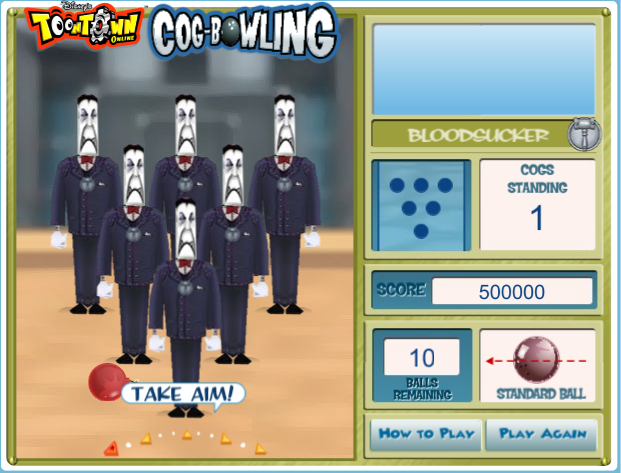 Disney's
TOONTOWN
ONLINE
COG-BOWLING
BLOODSUCKER
COGS
STANDING
1
SCORE 500000
10
BALLS
REMAINING
STANDARD BALL
TAKE AIM!
HOW TO PLAY
PLAY AGAIN